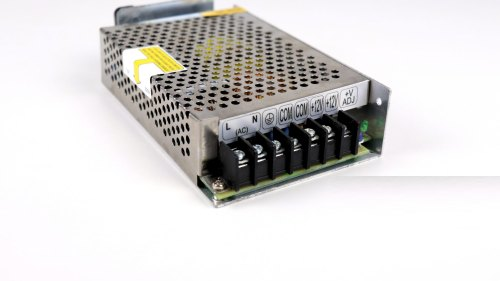 L (AC) N ⏚ COM COM +12V +12V +V ADJ